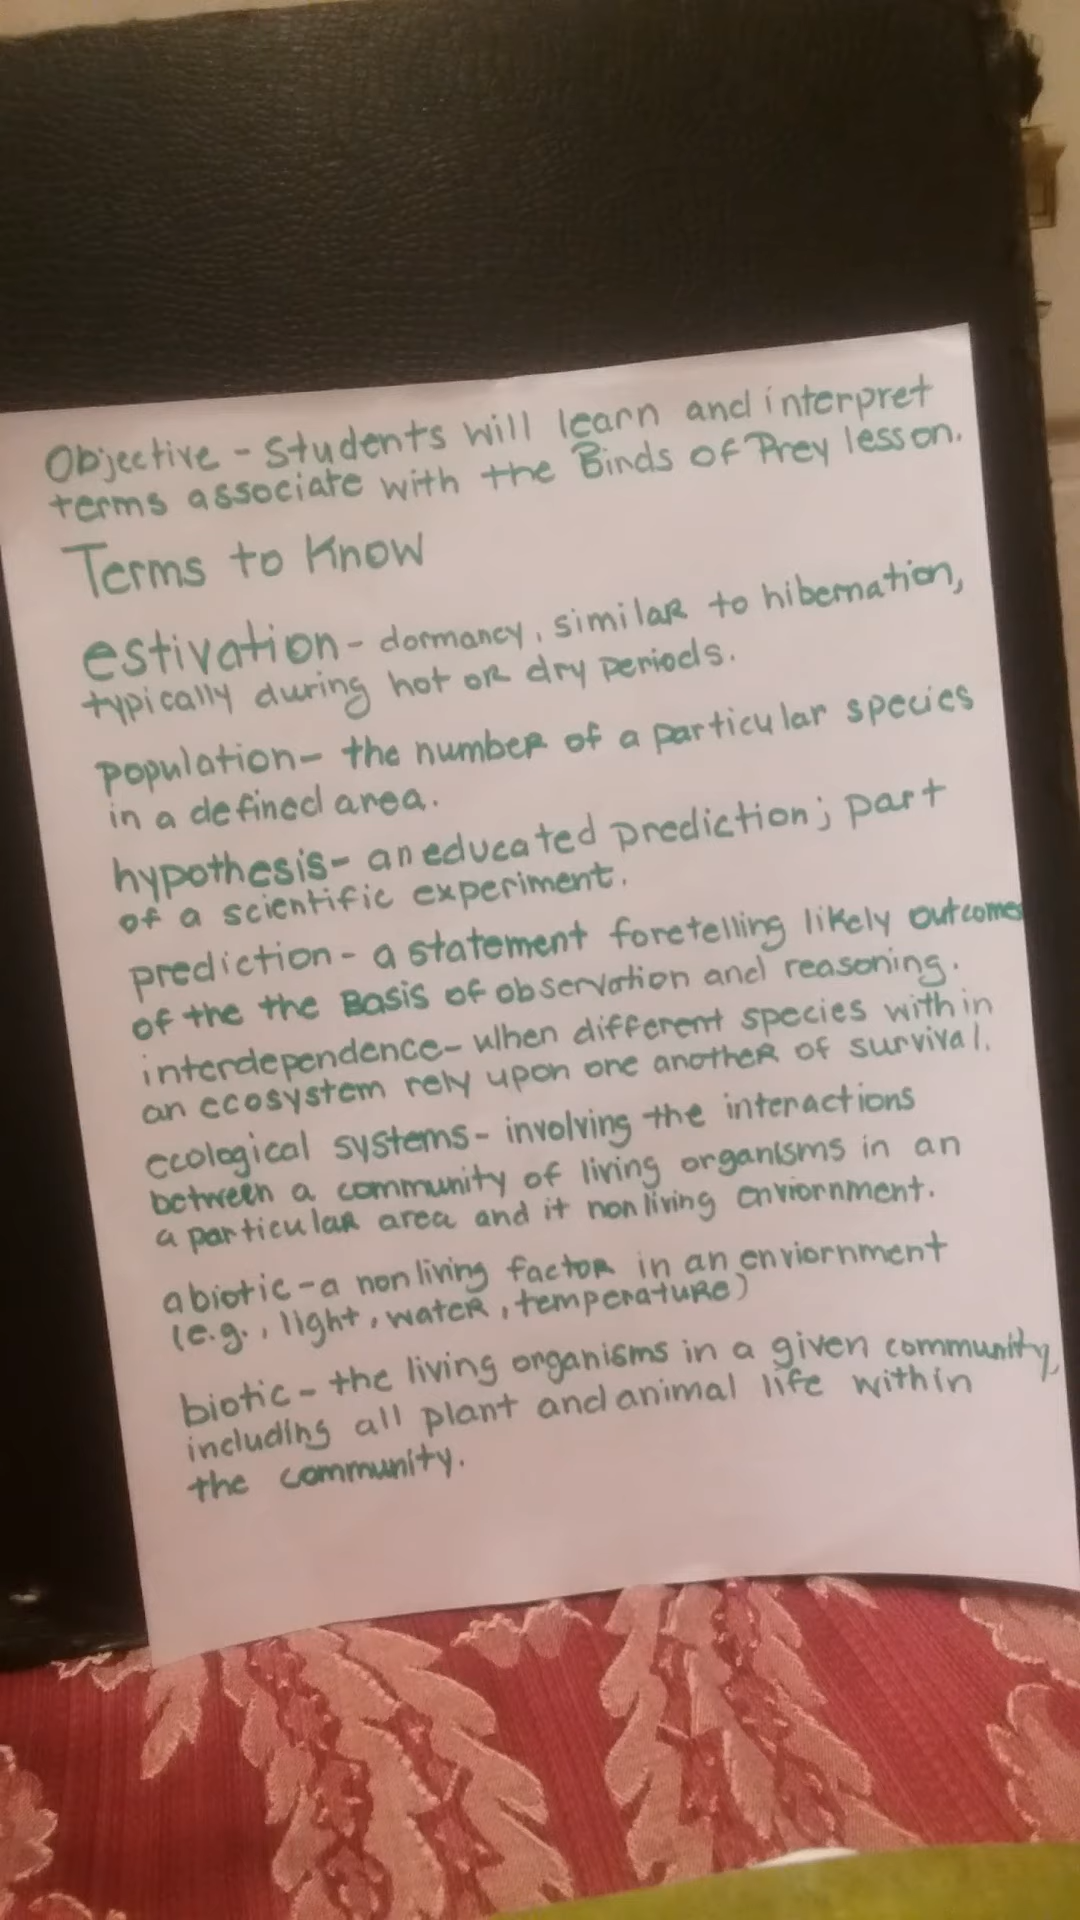 Objective - Students will learn and interpret
terms associate with the Binds of Prey lesson.
Terms to Know
estivation - dormancy, similar to hibernation,
typically during hot or dry periods.
population - the number of a particular species
in a defined area.
hypothesis - an educated prediction; part
of a scientific experiment.
prediction - a statement foretelling likely outcomes
of the the Basis of observation and reasoning.
interdependence - when different species within
an ecosystem rely upon one another of survival.
ecological systems - involving the interactions
between a community of living organisms in an
a particular area and it nonliving enviornment.
abiotic - a nonliving factor in an enviornment
(e.g., light, water, temperature)
biotic - the living organisms in a given community,
including all plant and animal life within
the community.